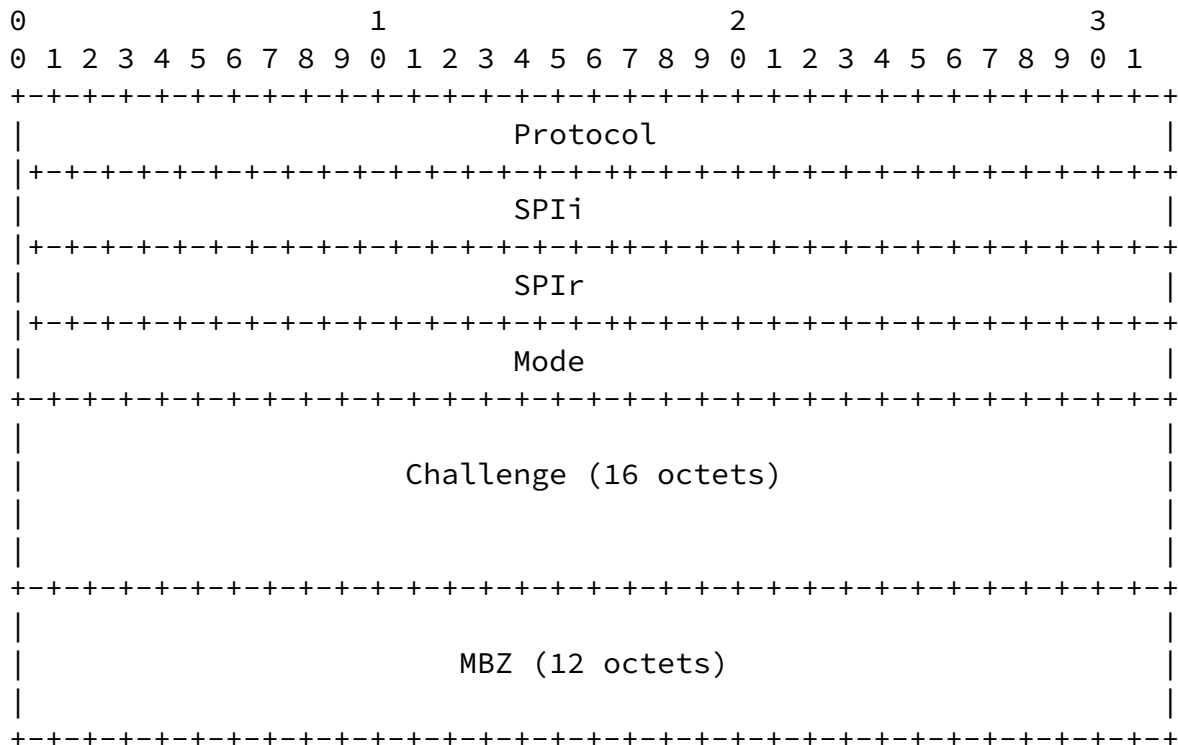 0                   1                   2                   3
0 1 2 3 4 5 6 7 8 9 0 1 2 3 4 5 6 7 8 9 0 1 2 3 4 5 6 7 8 9 0 1
+-+-+-+-+-+-+-+-+-+-+-+-+-+-+-+-+-+-+-+-+-+-+-+-+-+-+-+-+-+-+-+-+
|                           Protocol                            |
|+-+-+-+-+-+-+-+-+-+-+-+-+-+-+-+-++-+-+-+-+-+-+-+-+-+-+-+-+-+-+-+
|                           SPIi                                |
|+-+-+-+-+-+-+-+-+-+-+-+-+-+-+-+-++-+-+-+-+-+-+-+-+-+-+-+-+-+-+-+
|                           SPIr                                |
|+-+-+-+-+-+-+-+-+-+-+-+-+-+-+-+-++-+-+-+-+-+-+-+-+-+-+-+-+-+-+-+
|                           Mode                                |
+-+-+-+-+-+-+-+-+-+-+-+-+-+-+-+-+-+-+-+-+-+-+-+-+-+-+-+-+-+-+-+-+
|                                                               |
|                     Challenge (16 octets)                     |
|                                                               |
|                                                               |
+-+-+-+-+-+-+-+-+-+-+-+-+-+-+-+-+-+-+-+-+-+-+-+-+-+-+-+-+-+-+-+-+
|                                                               |
|                        MBZ (12 octets)                        |
|                                                               |
+-+-+-+-+-+-+-+-+-+-+-+-+-+-+-+-+-+-+-+-+-+-+-+-+-+-+-+-+-+-+-+-+